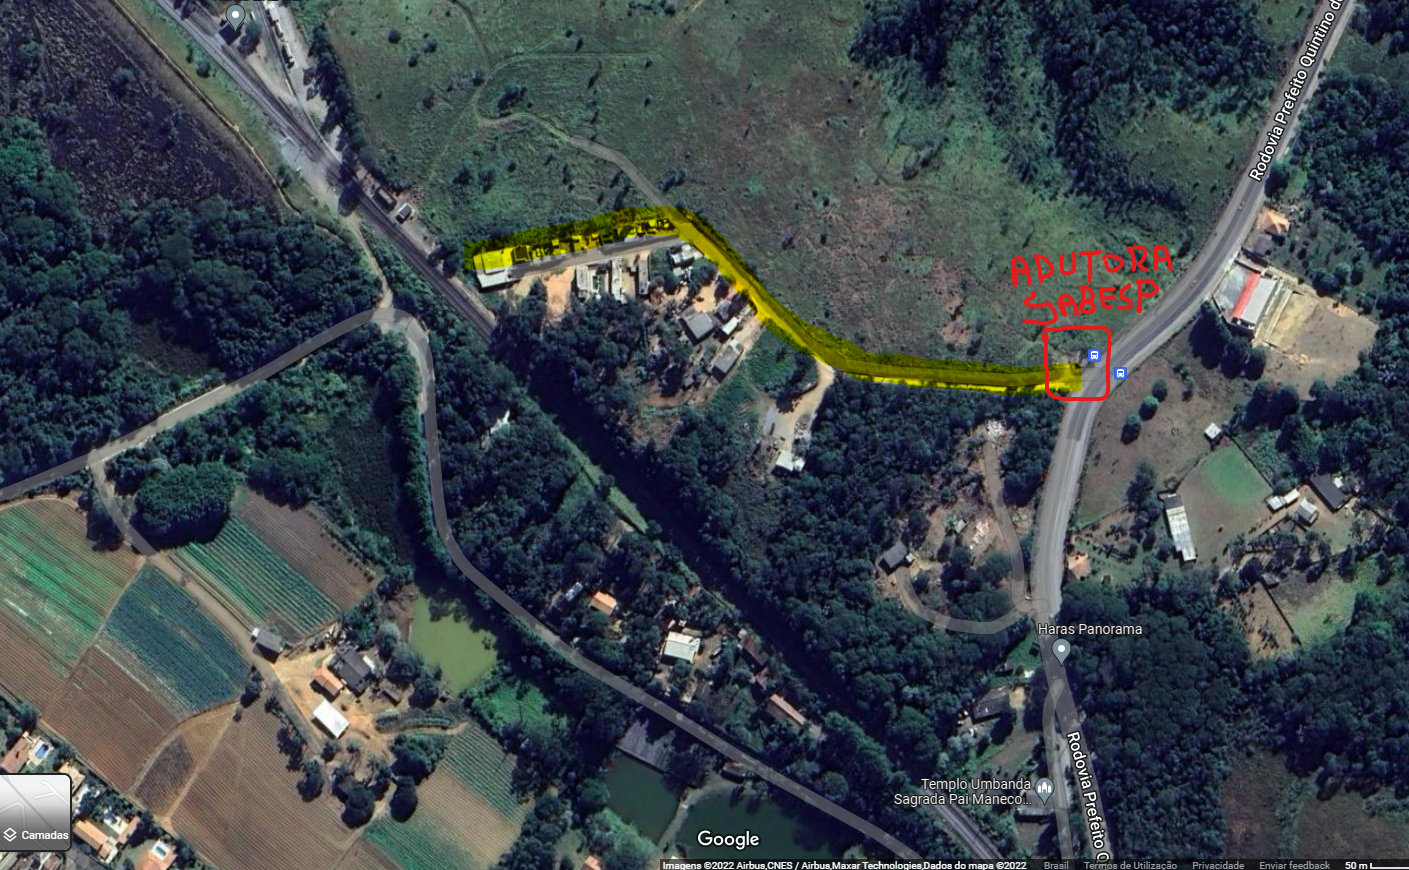 Rodovia Prefeito Quintino d
ADUTORA
SABESP
Haras Panorama
Rodovia Prefeito Q
Templo Umbanda
Sagrada Pai Maneco...
Camadas
Google
Imagens ©2022 Airbus,CNES / Airbus,Maxar Technologies,Dados do mapa ©2022 Brasil Termos de Utilização Privacidade Enviar feedback 50 m